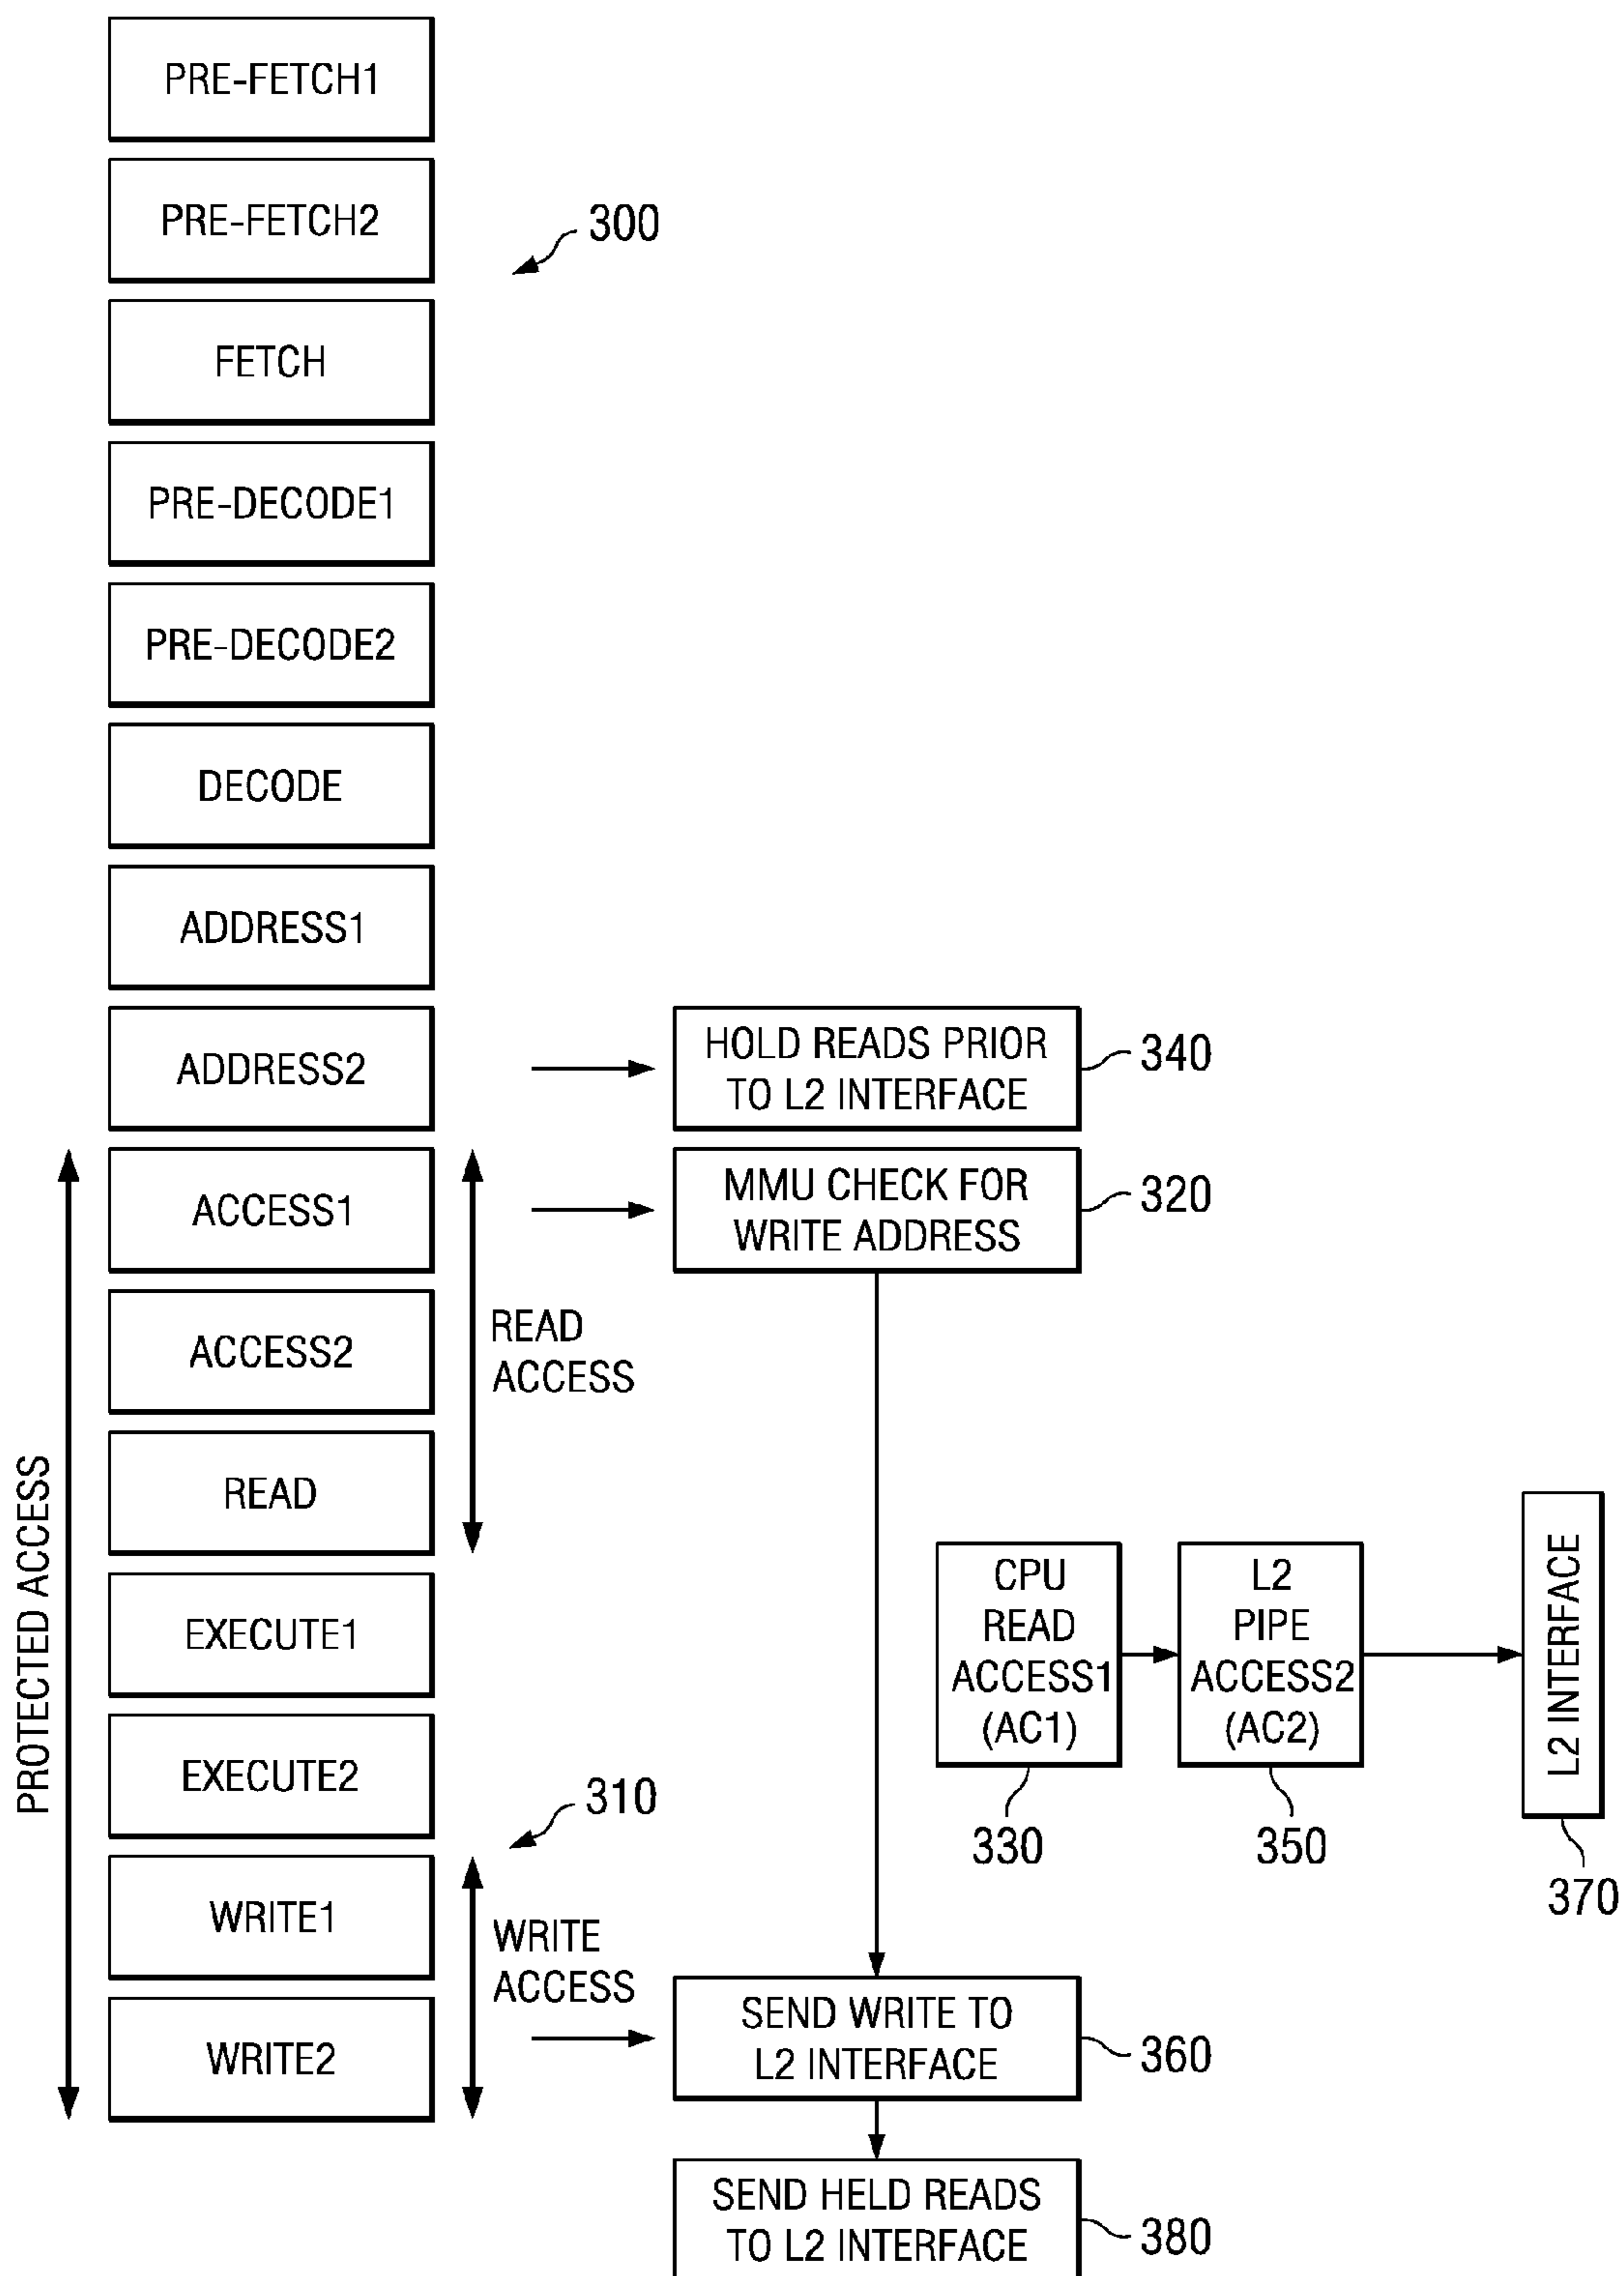 PRE-FETCH1
PRE-FETCH2
300
FETCH
PRE-DECODE1
PRE-DECODE2
DECODE
ADDRESS1
ADDRESS2
HOLD READS PRIOR
TO L2 INTERFACE
340
ACCESS1
MMU CHECK FOR
WRITE ADDRESS
320
ACCESS2
READ
ACCESS
READ
PROTECTED ACCESS
EXECUTE1
EXECUTE2
CPU
READ
ACCESS1
(AC1)
330
L2
PIPE
ACCESS2
(AC2)
350
L2 INTERFACE
370
310
WRITE1
WRITE
ACCESS
WRITE2
SEND WRITE TO
L2 INTERFACE
360
SEND HELD READS
TO L2 INTERFACE
380